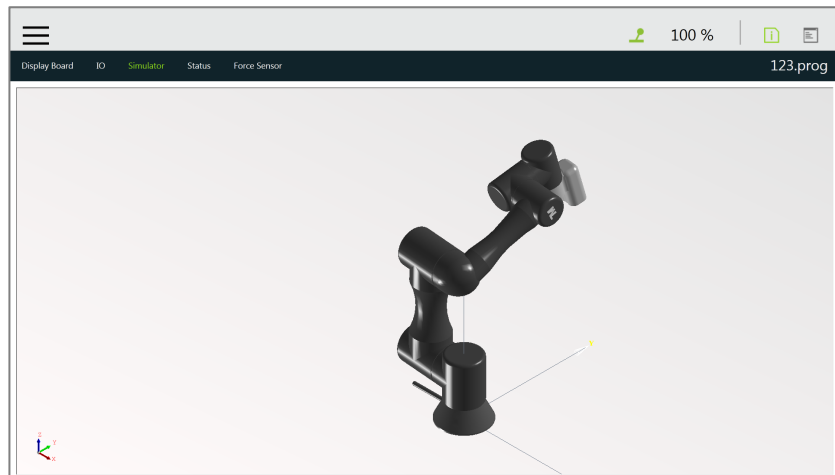 100 %
Display Board IO Simulator Status Force Sensor 123.prog
Z
Y
X